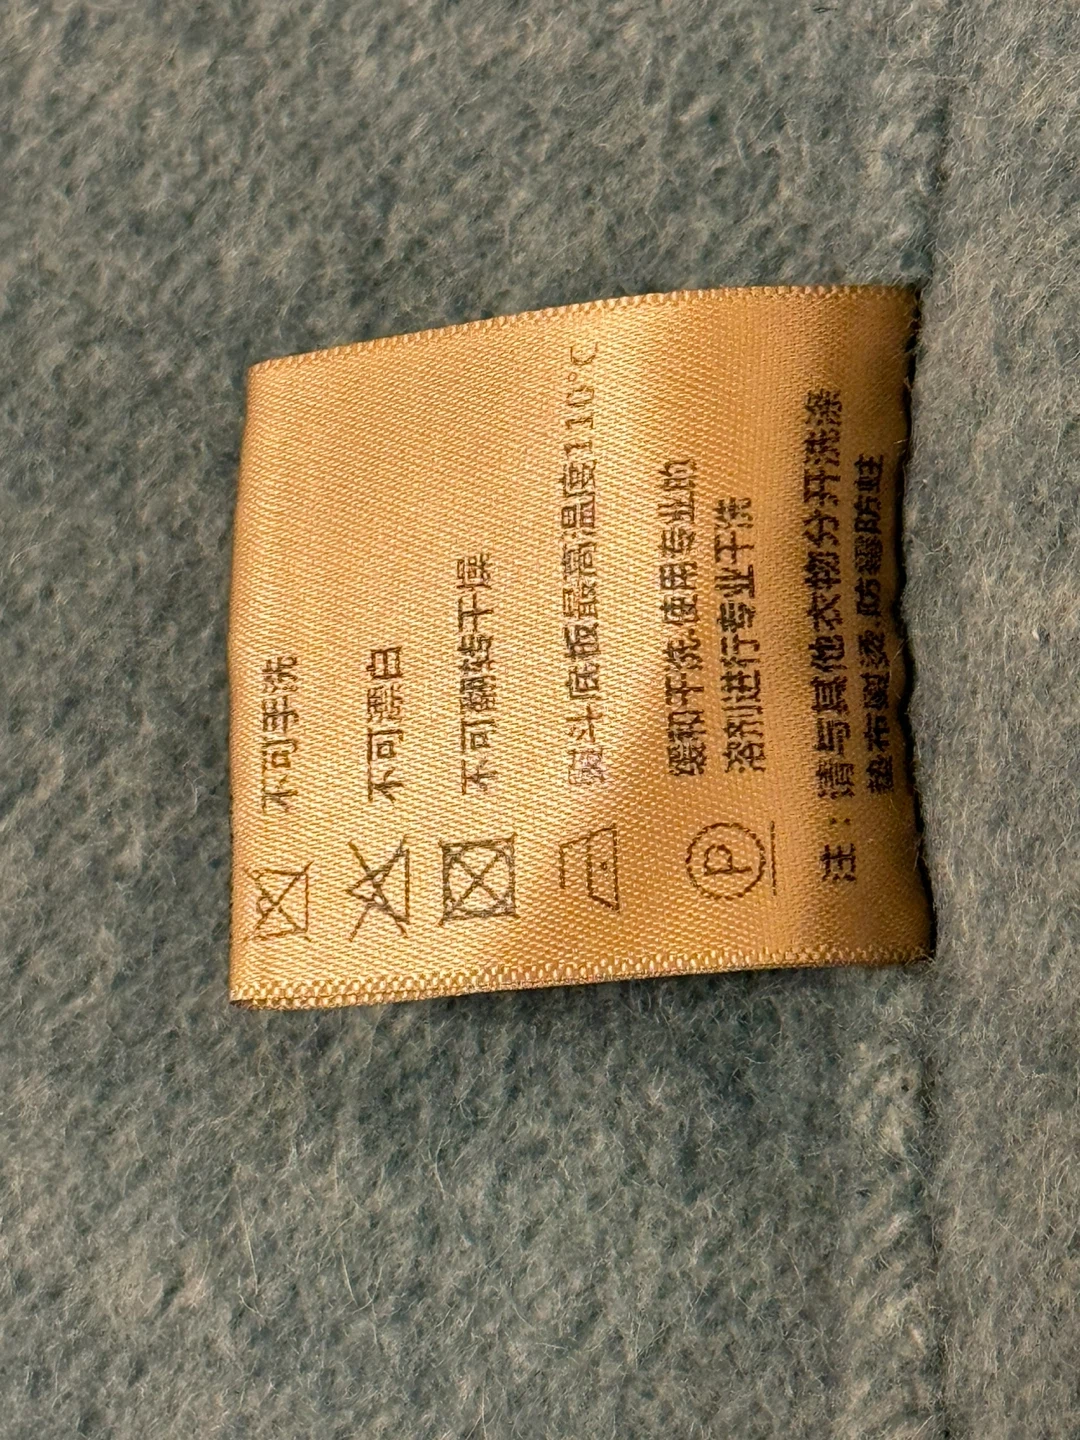 不可手洗
不可漂白
不可翻转干燥
熨斗底板最高温度110℃
缓和干洗.使用专业的
溶剂进行专业干洗
P
注：请与其他衣物分开洗涤
垫布熨烫.防霉防蛀